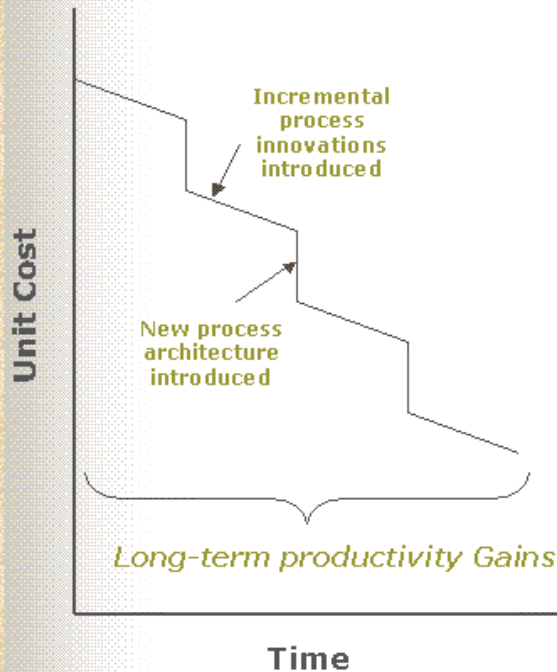 Incremental
process
innovations
introduced
Unit Cost
New process
architecture
introduced
Long-term productivity Gains
Time